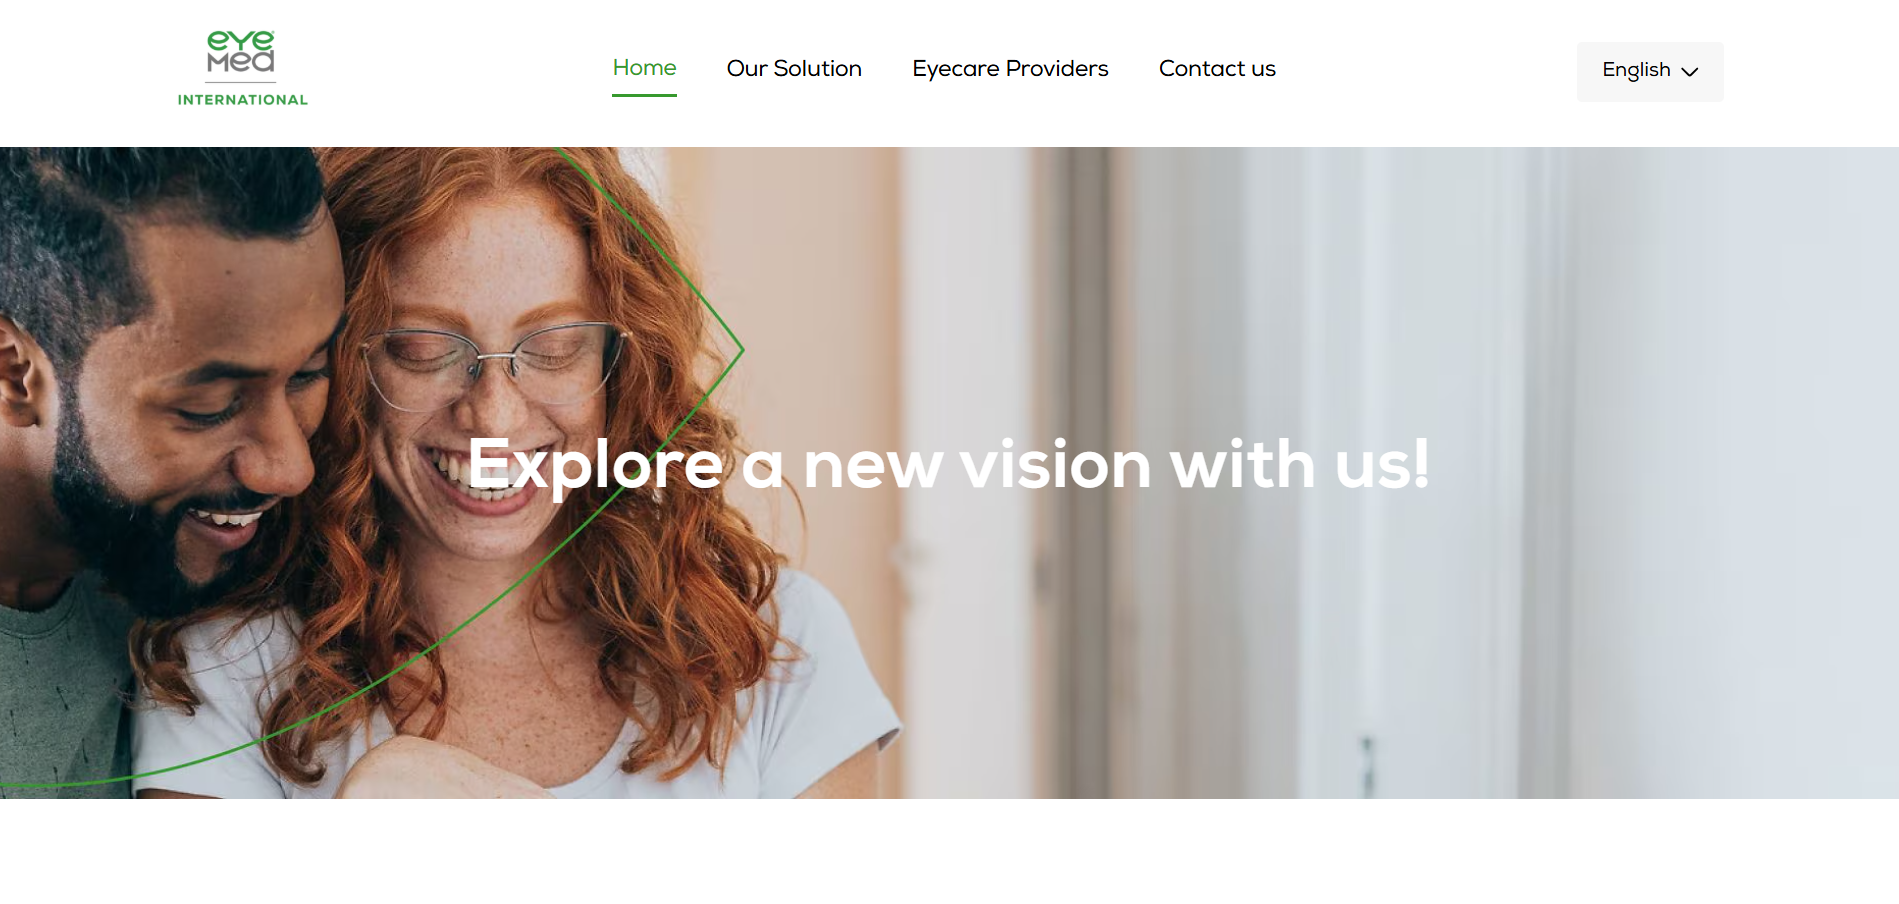 eye
Med
INTERNATIONAL
Home
Our Solution
Eyecare Providers
Contact us
English
Explore a new vision with us!